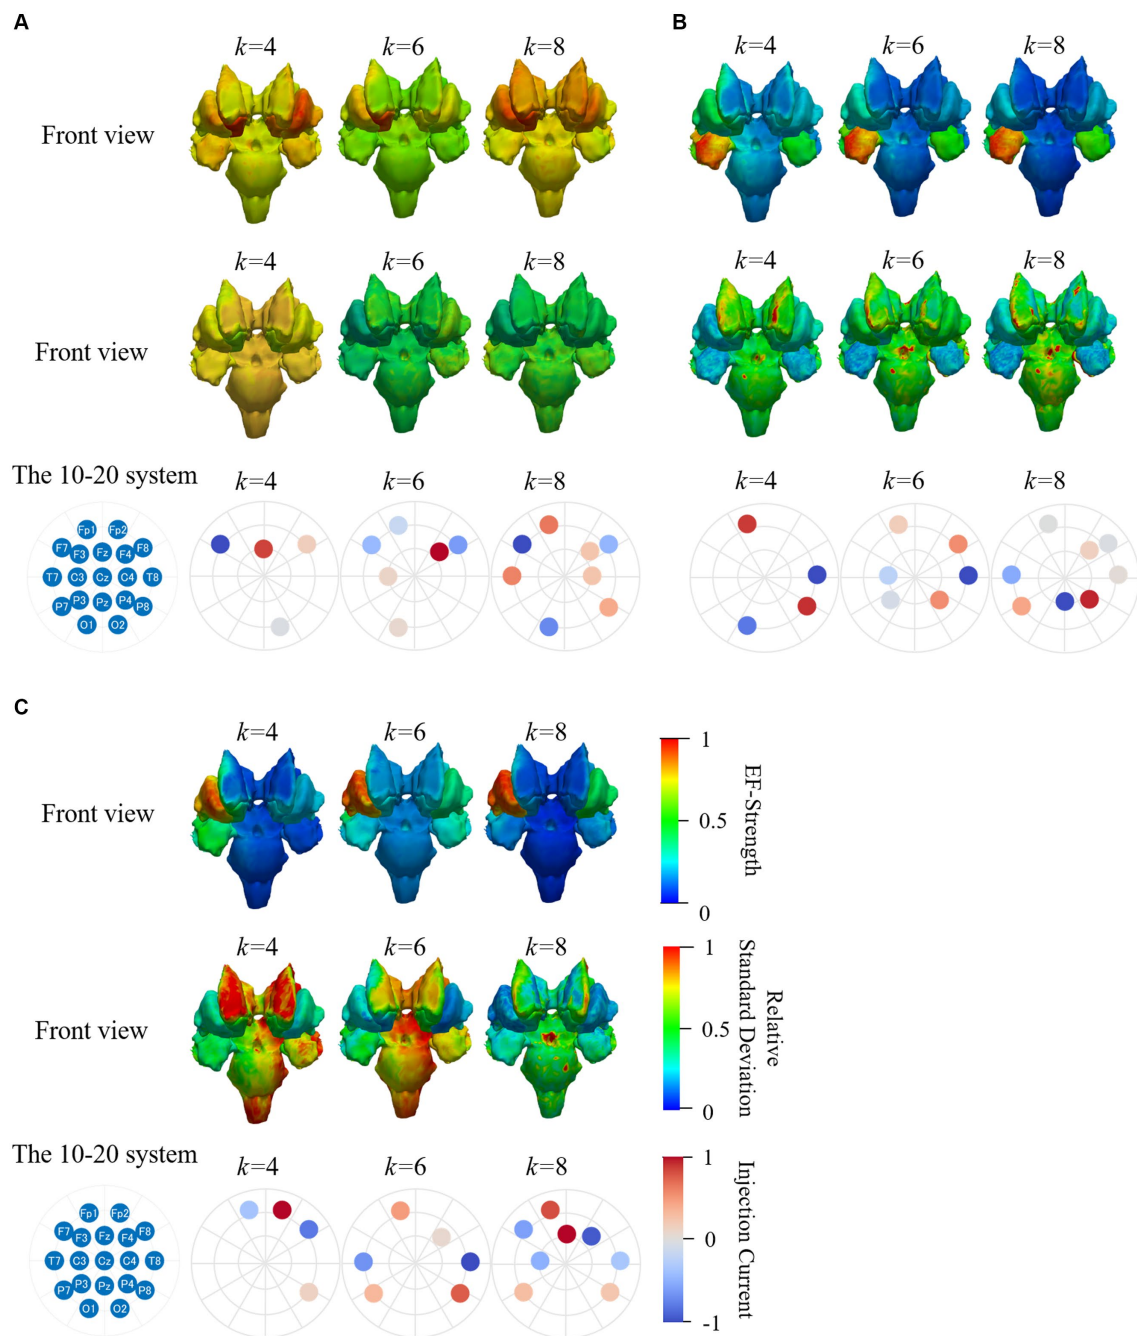 A
B
k=4
k=6
k=8
k=4
k=6
k=8
Front view
k=4
k=6
k=8
k=4
k=6
k=8
Front view
The 10-20 system
k=4
k=6
k=8
k=4
k=6
k=8
Fp1 Fp2
F7 F3 Fz F4 F8
T7 C3 Cz C4 T8
P7 P3 Pz P4 P8
O1 O2
C
k=4
k=6
k=8
Front view
1
0.5
0
EF-Strength
k=4
k=6
k=8
Front view
1
0.5
0
Relative
Standard Deviation
The 10-20 system
k=4
k=6
k=8
Fp1 Fp2
F7 F3 Fz F4 F8
T7 C3 Cz C4 T8
P7 P3 Pz P4 P8
O1 O2
1
0
-1
Injection Current